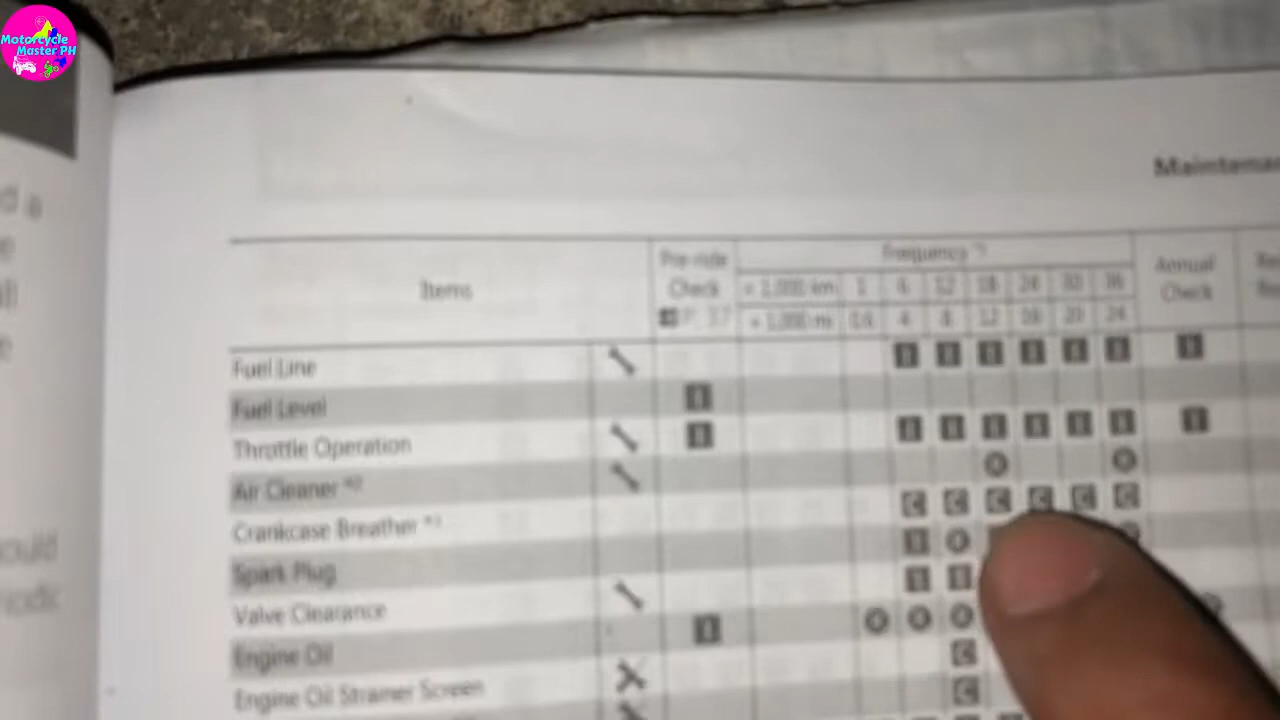 Motorcycle
Master PH
Maintenan
Items
Pre-ride
Check
Frequency
Annual
Check
× 1,000 km 1 6 12 18 24 30 36
× 1,000 mi 0.6 4 8 12 16 20 24
Fuel Line I I I I I I I
Fuel Level I
Throttle Operation I I I I I I I I
Air Cleaner *2 R R
Crankcase Breather C C C C C C
Spark Plug I R
Valve Clearance I I
Engine Oil I R R R
Engine Oil Strainer Screen C
C